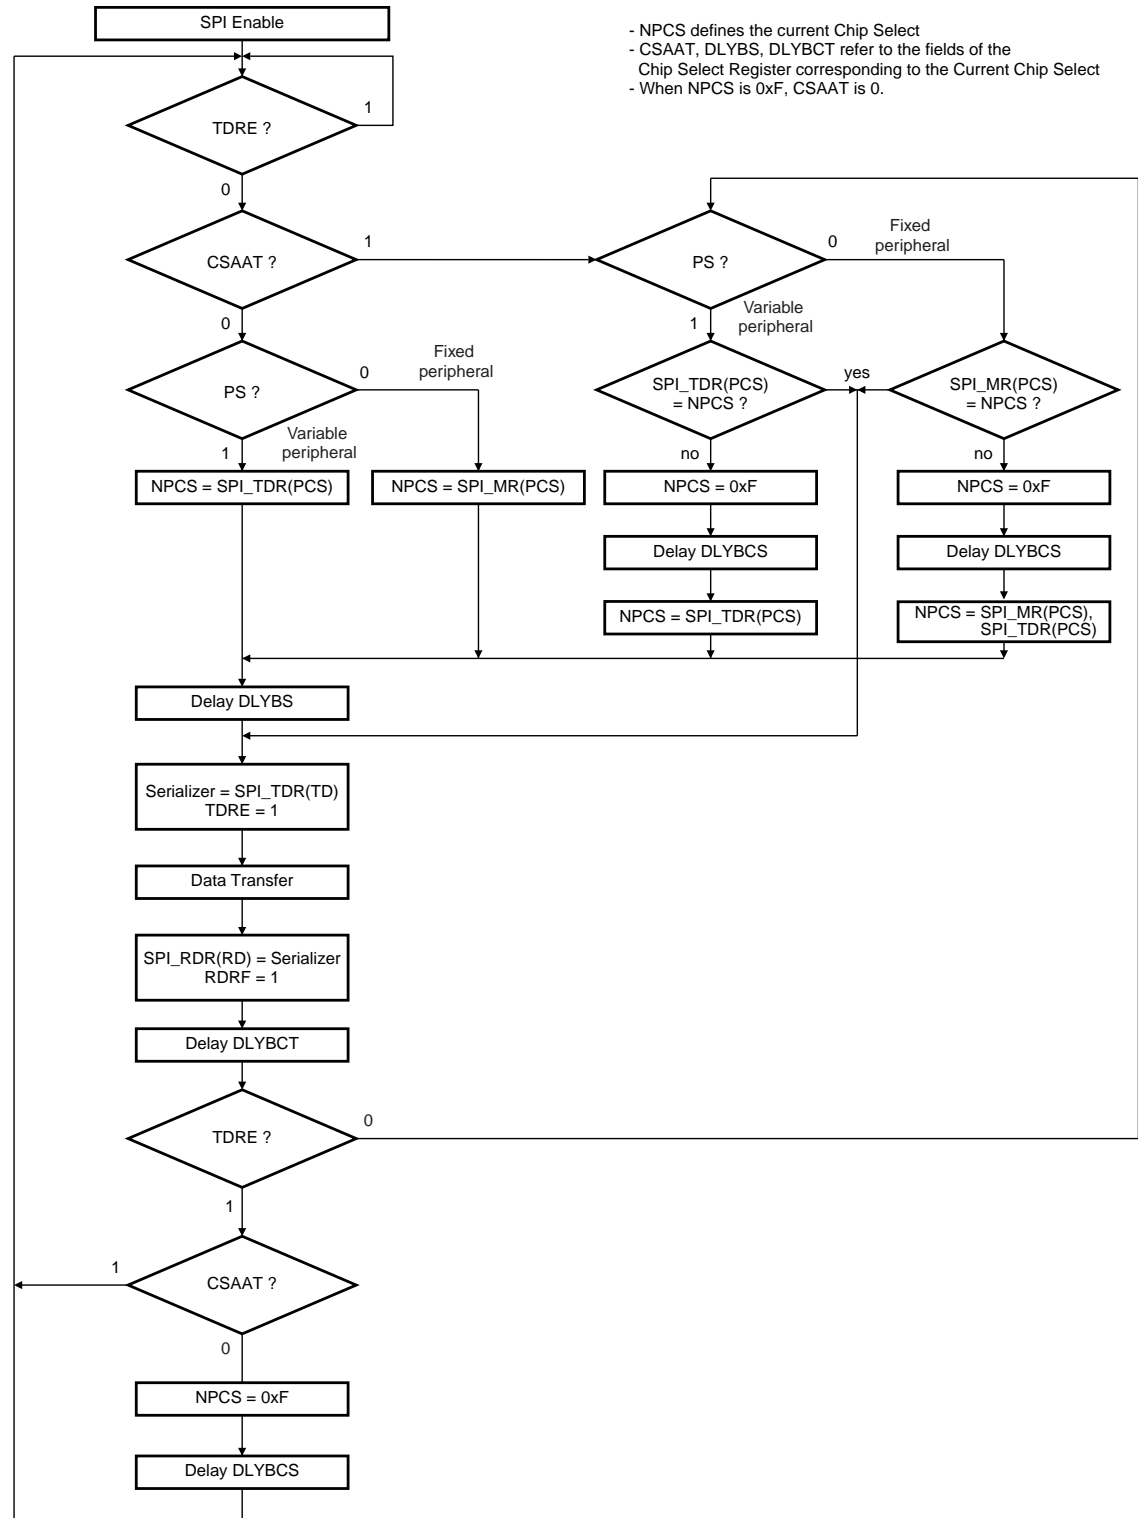 SPI Enable
- NPCS defines the current Chip Select
- CSAAT, DLYBS, DLYBCT refer to the fields of the
Chip Select Register corresponding to the Current Chip Select
- When NPCS is 0xF, CSAAT is 0.
1
TDRE ?
0
CSAAT ?
1
PS ?
0
Fixed
peripheral
0
1
Variable
peripheral
PS ?
0
Fixed
peripheral
SPI_TDR(PCS)
= NPCS ?
yes
SPI_MR(PCS)
= NPCS ?
1
Variable
peripheral
no
no
NPCS = SPI_TDR(PCS)
NPCS = SPI_MR(PCS)
NPCS = 0xF
NPCS = 0xF
Delay DLYBCS
Delay DLYBCS
NPCS = SPI_TDR(PCS)
NPCS = SPI_MR(PCS),
SPI_TDR(PCS)
Delay DLYBS
Serializer = SPI_TDR(TD)
TDRE = 1
Data Transfer
SPI_RDR(RD) = Serializer
RDRF = 1
Delay DLYBCT
TDRE ?
0
1
CSAAT ?
1
0
NPCS = 0xF
Delay DLYBCS